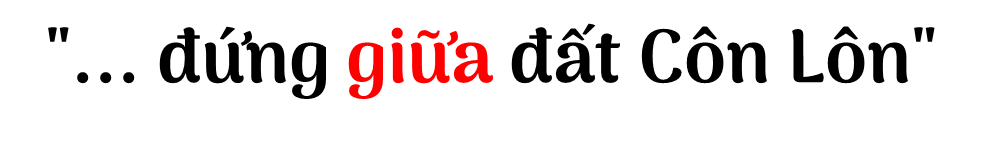 "... đứng giữa đất Côn Lôn"